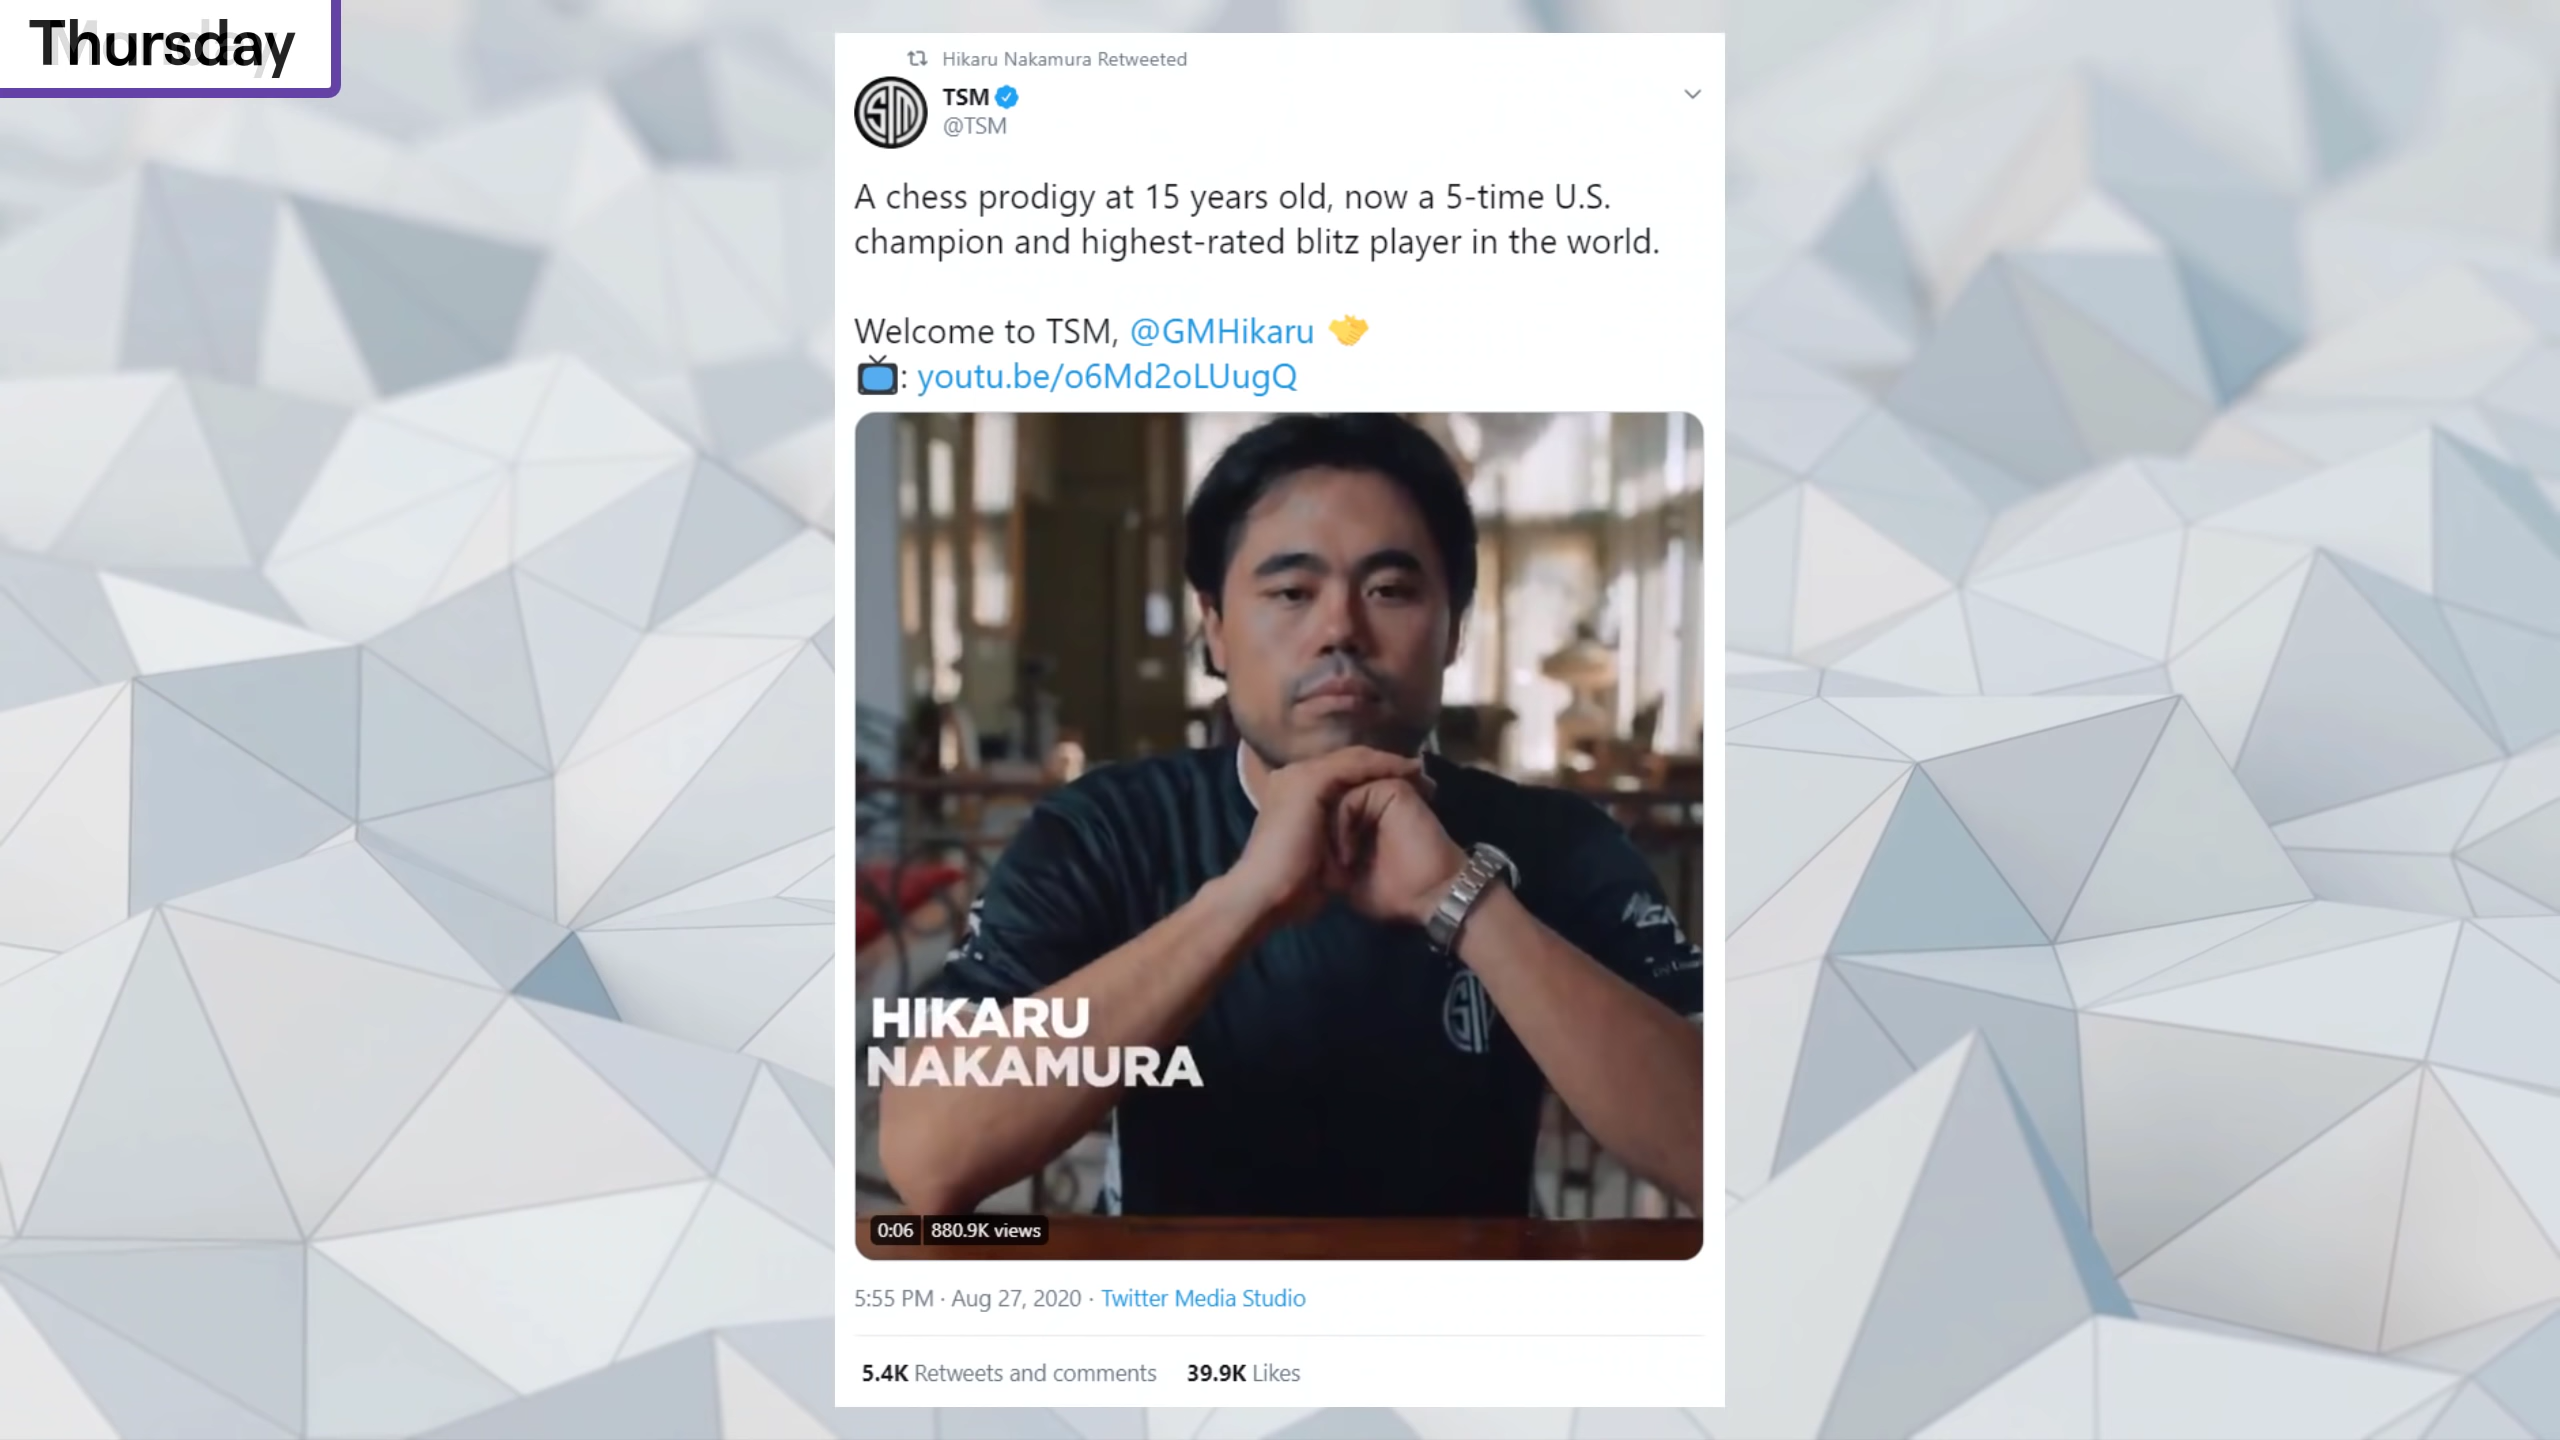 Thursday
Hikaru Nakamura Retweeted
TSM
@TSM
A chess prodigy at 15 years old, now a 5-time U.S.
champion and highest-rated blitz player in the world.
Welcome to TSM, @GMHikaru 🤝
📺: youtu.be/o6Md2oLUugQ
HIKARU
NAKAMURA
0:06 880.9K views
5:55 PM · Aug 27, 2020 · Twitter Media Studio
5.4K Retweets and comments 39.9K Likes